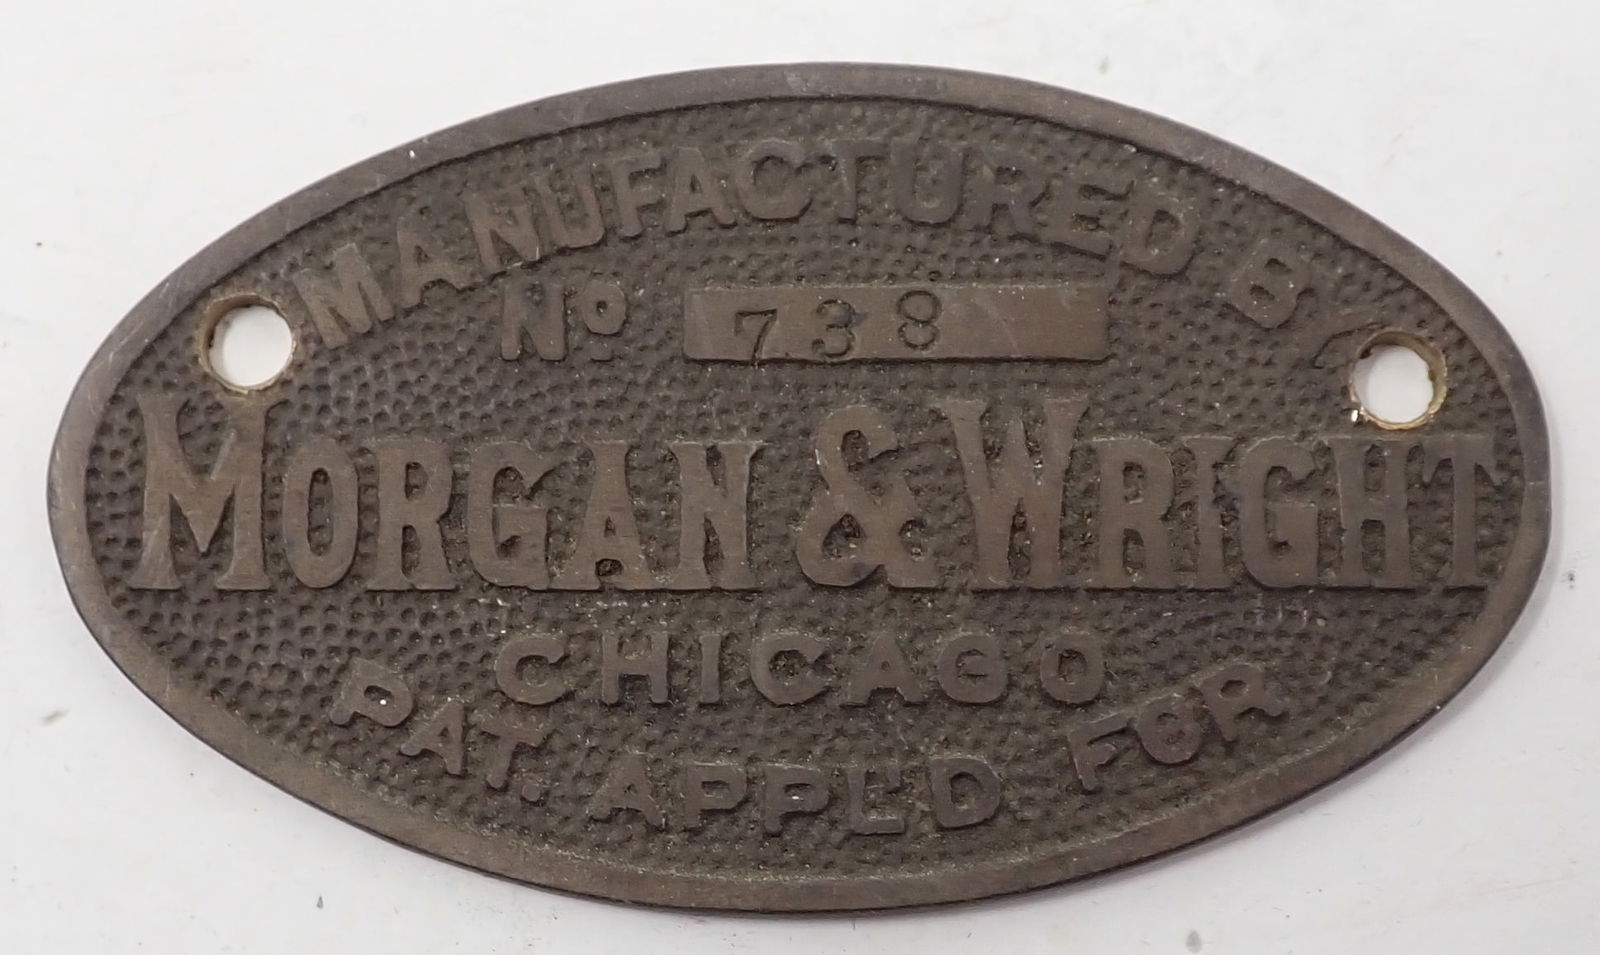 MANUFACTURED BY
No 738
MORGAN & WRIGHT
CHICAGO
PAT. APPL'D FOR